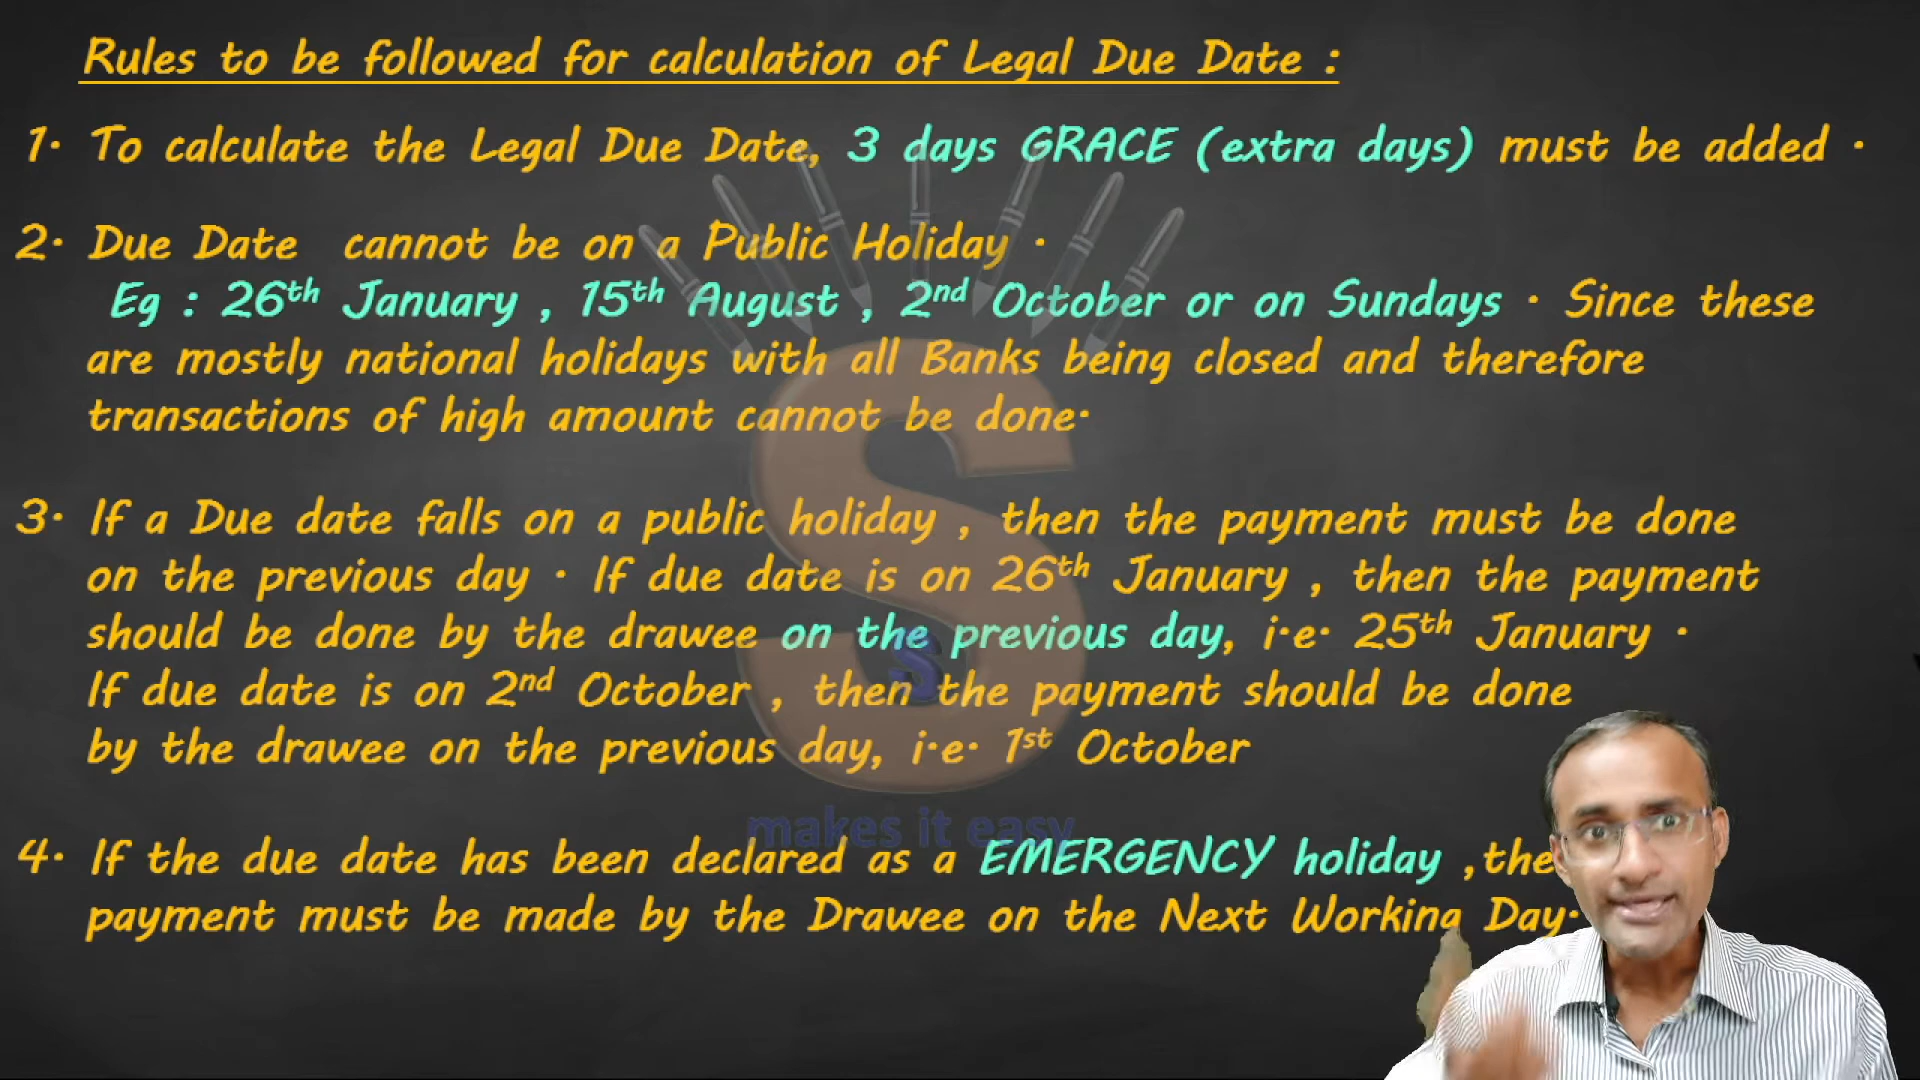 Rules to be followed for calculation of Legal Due Date :
1. To calculate the Legal Due Date, 3 days GRACE (extra days) must be added .
2. Due Date cannot be on a Public Holiday .
Eg : 26th January , 15th August , 2nd October or on Sundays . Since these
are mostly national holidays with all Banks being closed and therefore
transactions of high amount cannot be done.
3. If a Due date falls on a public holiday , then the payment must be done
on the previous day . If due date is on 26th January , then the payment
should be done by the drawee on the previous day, i.e. 25th January .
If due date is on 2nd October , then the payment should be done
by the drawee on the previous day, i.e. 1st October
4. If the due date has been declared as a EMERGENCY holiday ,the
payment must be made by the Drawee on the Next Working Day.
S
S
makes it easy